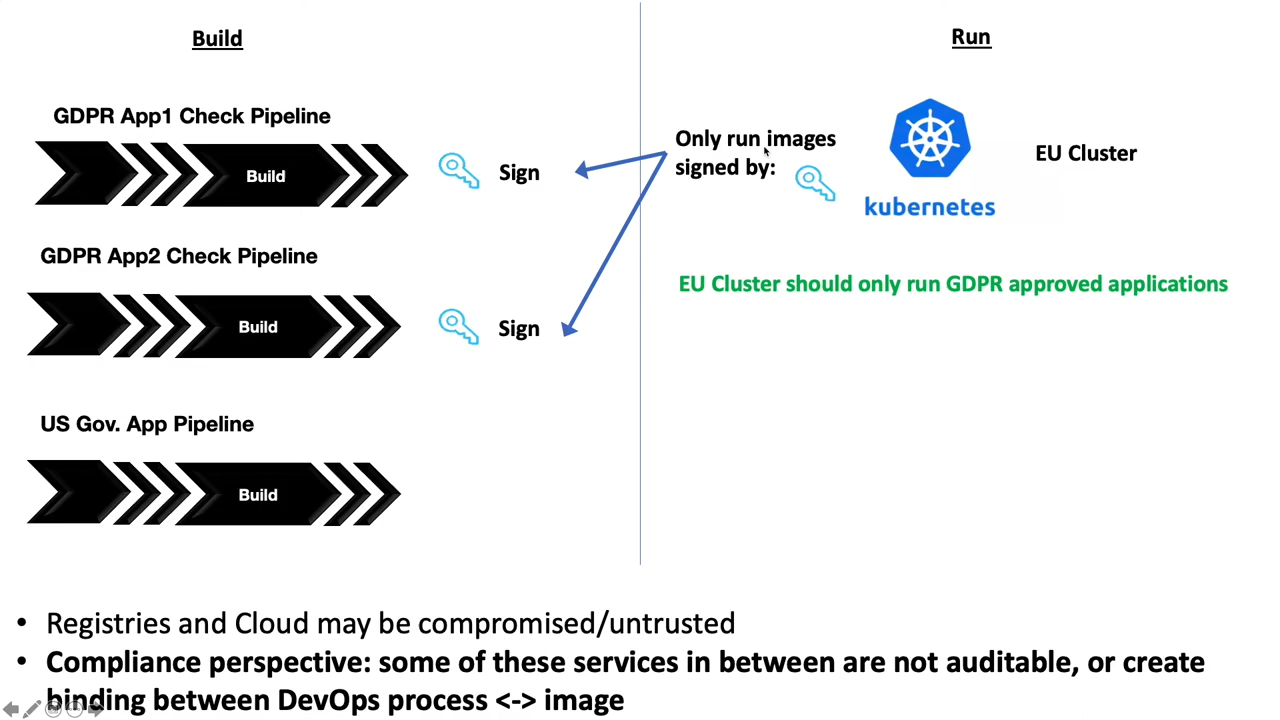 Build
Run
GDPR App1 Check Pipeline
Build
Sign
Only run images
signed by:
kubernetes
EU Cluster
GDPR App2 Check Pipeline
Build
Sign
EU Cluster should only run GDPR approved applications
US Gov. App Pipeline
Build
• Registries and Cloud may be compromised/untrusted
• Compliance perspective: some of these services in between are not auditable, or create
binding between DevOps process <-> image